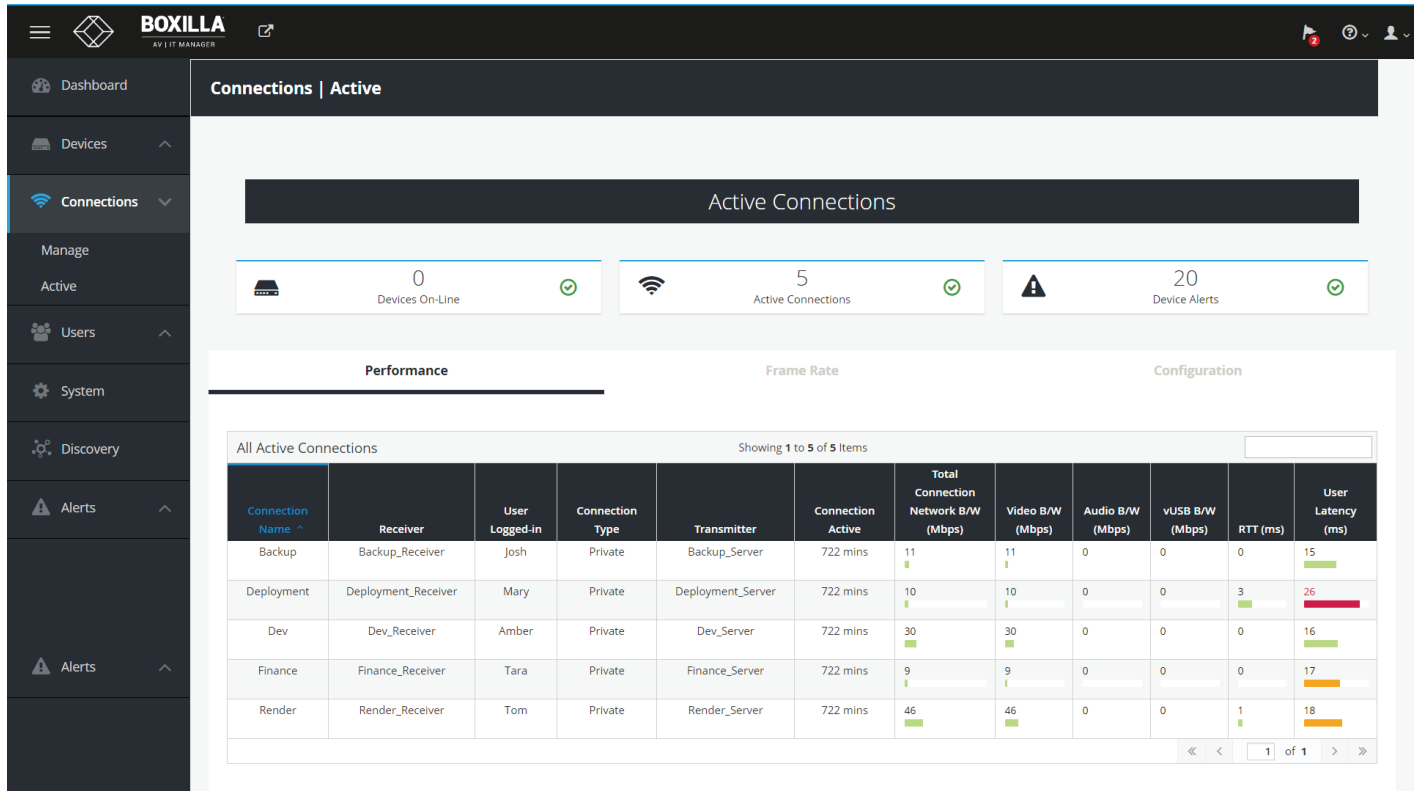 BOXILLA
AV | IT MANAGER
2
Dashboard
Connections | Active
Devices
Connections
Manage
Active
Users
System
Discovery
Alerts
Alerts
Active Connections
0
Devices On-Line
5
Active Connections
20
Device Alerts
Performance
Frame Rate
Configuration
All Active Connections
Showing 1 to 5 of 5 Items
Connection Name
Receiver
User Logged-in
Connection Type
Transmitter
Connection Active
Total Connection Network B/W (Mbps)
Video B/W (Mbps)
Audio B/W (Mbps)
vUSB B/W (Mbps)
RTT (ms)
User Latency (ms)
Backup Backup_Receiver Josh Private Backup_Server 722 mins 11 11 0 0 0 15
Deployment Deployment_Receiver Mary Private Deployment_Server 722 mins 10 10 0 0 3 26
Dev Dev_Receiver Amber Private Dev_Server 722 mins 30 30 0 0 0 16
Finance Finance_Receiver Tara Private Finance_Server 722 mins 9 9 0 0 0 17
Render Render_Receiver Tom Private Render_Server 722 mins 46 46 0 0 1 18
1 of 1